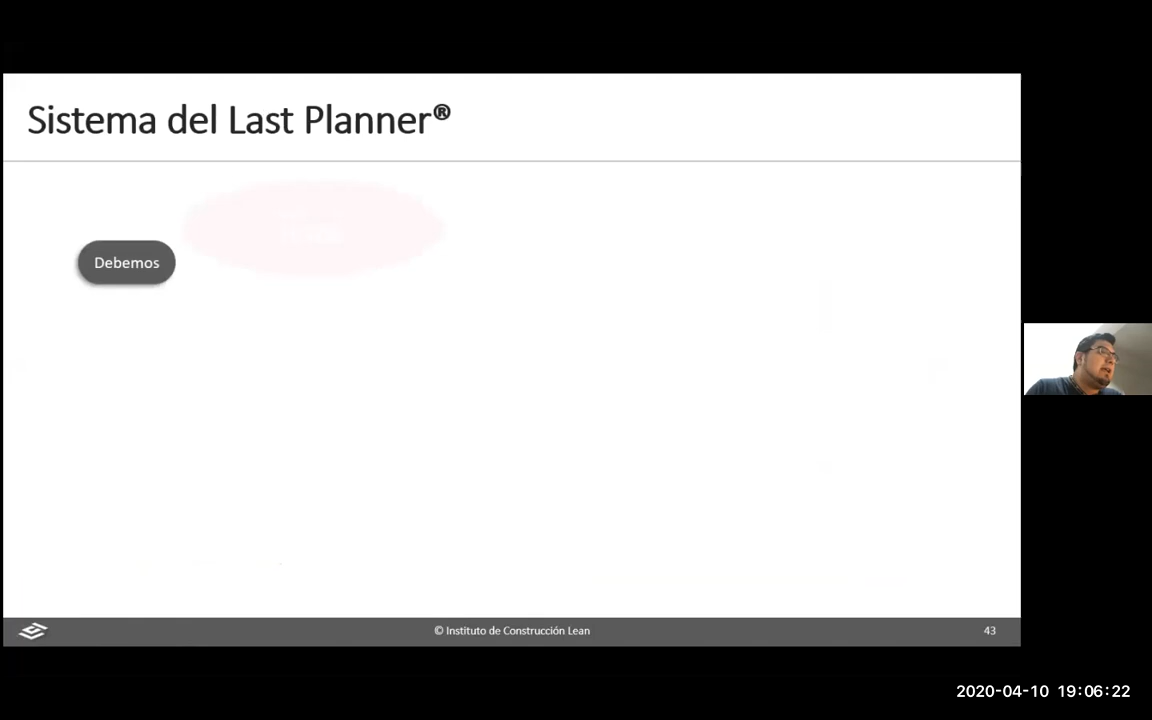 Sistema del Last Planner®
Debemos
© Instituto de Construcción Lean
43
2020-04-10 19:06:22